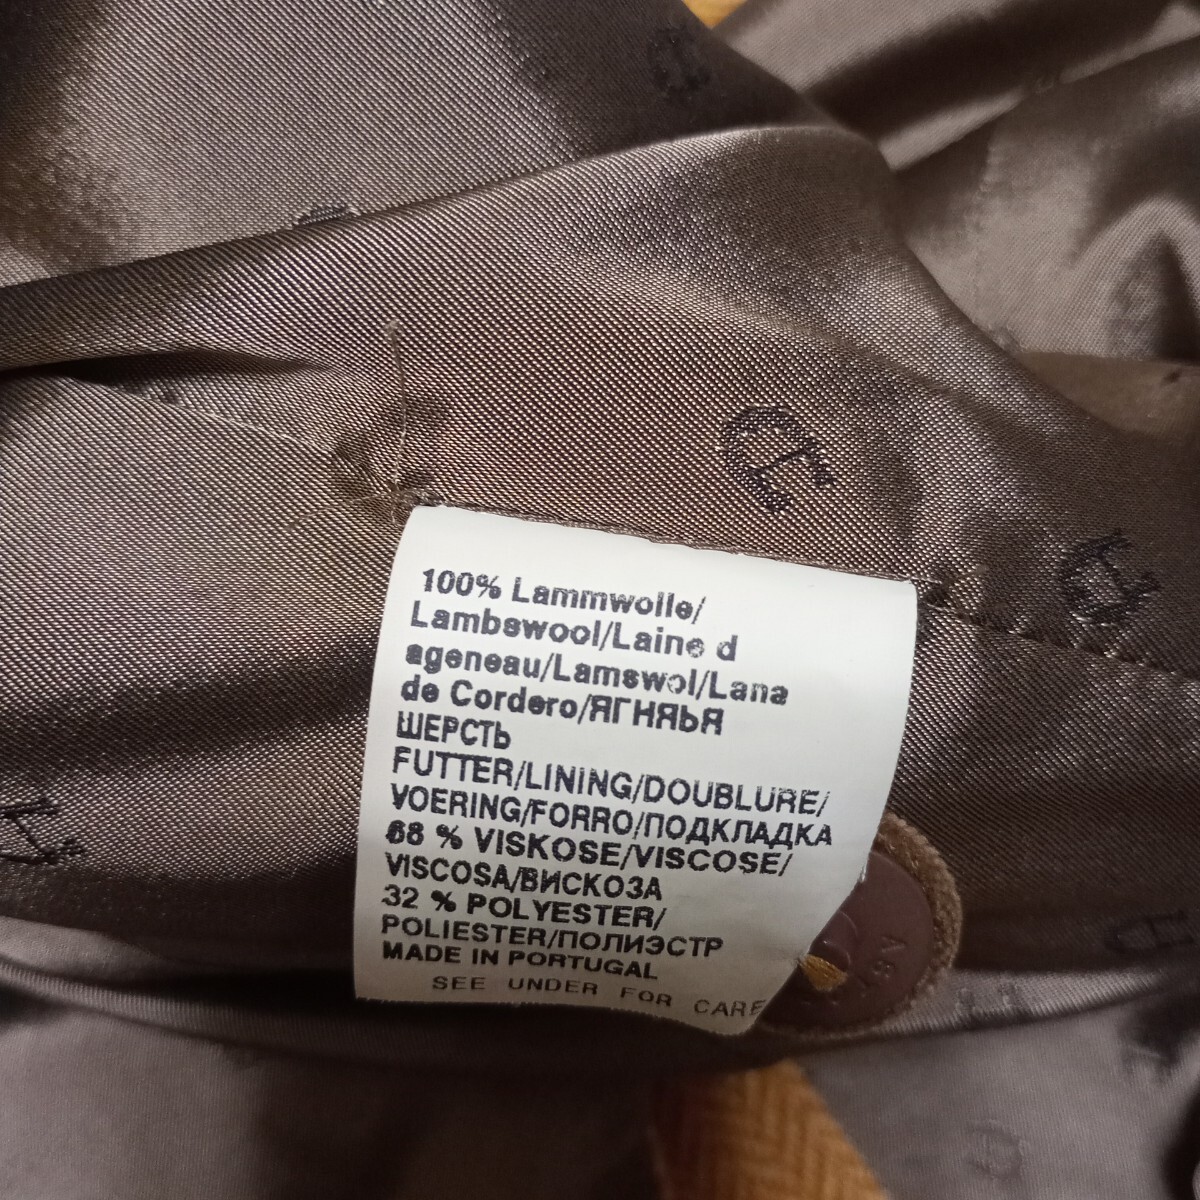 100% Lammwolle/
Lambswool/Laine d
ageneau/Lamswol/Lana
de Cordero/ЯГНЯЬЯ
ШЕРСТЬ
FUTTER/LINING/DOUBLURE/
VOERING/FORRO/ПОДКЛАДКА
68 % VISKOSE/VISCOSE/
VISCOSA/ВИСКОЗА
32 % POLYESTER/
POLIESTER/ПОЛИЭСТР
MADE IN PORTUGAL
SEE UNDER FOR CARE